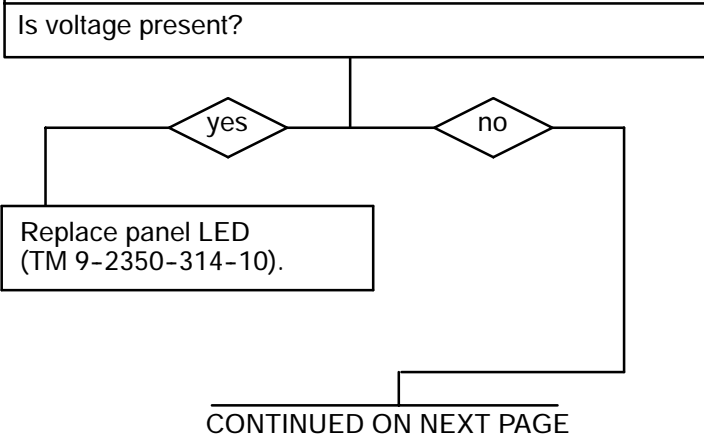 Is voltage present?
yes
no
Replace panel LED
(TM 9-2350-314-10).
CONTINUED ON NEXT PAGE